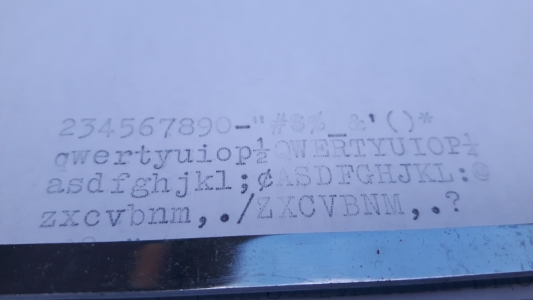 234567890-"#$%_&'()*
qwertyuiop½QWERTYUIOP¼
asdfghjkl;¢ASDFGHJKL:@
zxcvbnm,./ZXCVBNM,.?